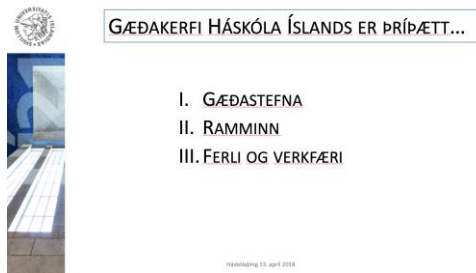 GÆÐAKERFI HÁSKÓLA ÍSLANDS ER ÞRÍÞÆTT...
I. GÆÐASTEFNA
II. RAMMINN
III. FERLI OG VERKFÆRI
Háskólaþing 13. apríl 2018